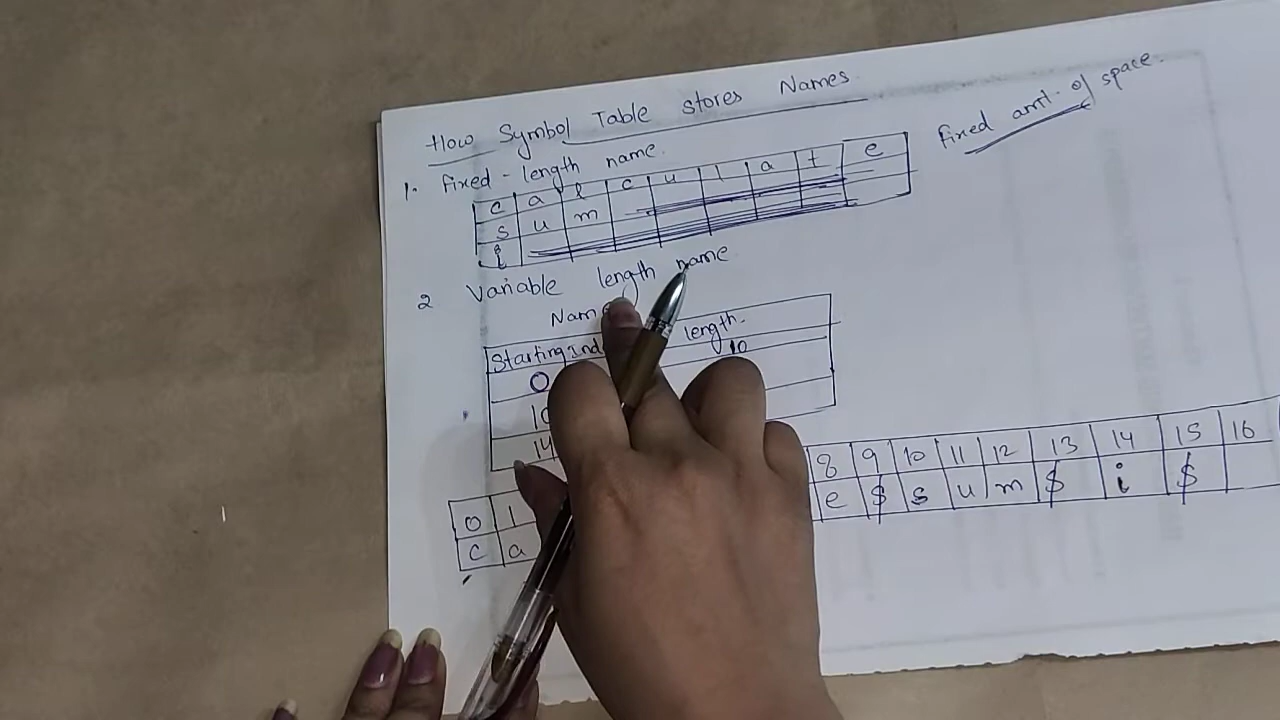 How Symbol Table stores Names
Fixed amt. of space.
1. Fixed-length name.
c a l c u l a t e
s u m
i
2 Variable length name
Name
Starting length.
0 10
10
14
0 1 8 9 10 11 12 13 14 15 16
c a e $ s u m $ i $